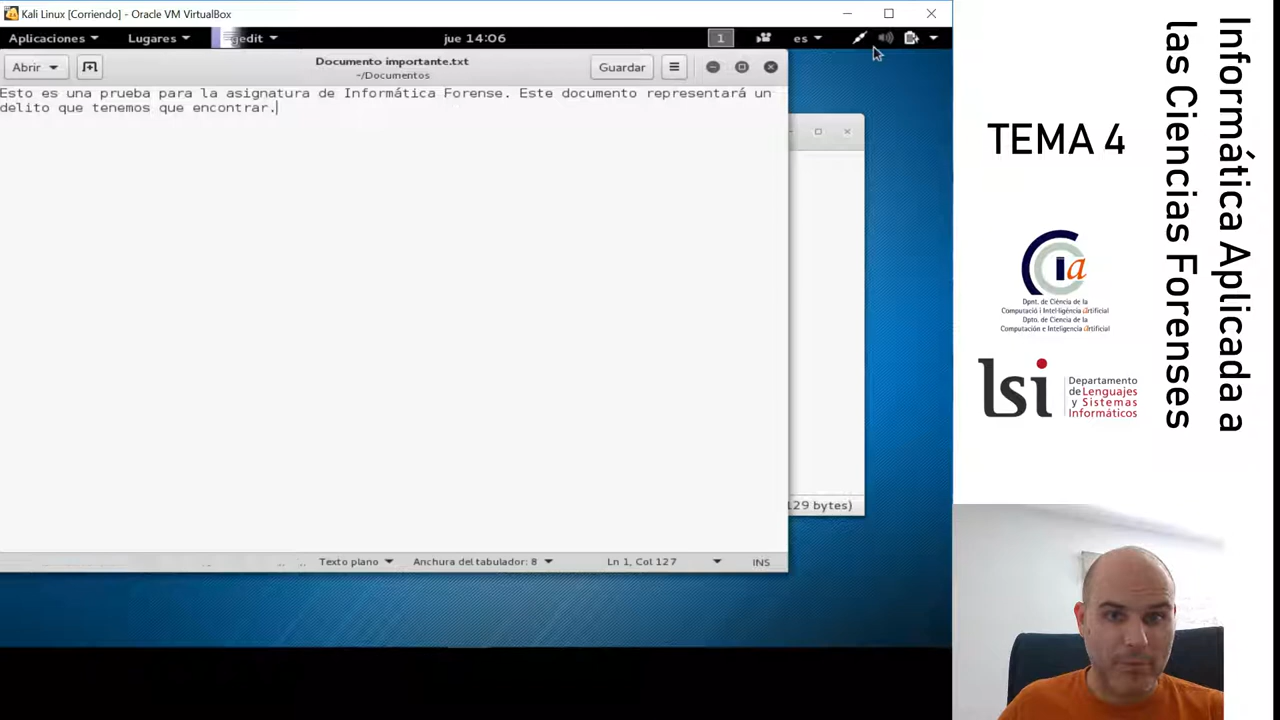 Kali Linux [Corriendo] - Oracle VM VirtualBox
Aplicaciones Lugares gedit jue 14:06 1 es
Abrir Documento importante.txt Guardar
~/Documentos
Esto es una prueba para la asignatura de Informática Forense. Este documento representará un
delito que tenemos que encontrar.
129 bytes)
Texto plano Anchura del tabulador: 8 Ln 1, Col 127 INS
TEMA 4
Informática Aplicada a
las Ciencias Forenses
cia
Dpnt. de Ciència de la
Computació i Intel·ligència artificial
Dpto. de Ciencia de la
Computación e Inteligencia artificial
lsi
Departamento
de Lenguajes
y Sistemas
Informáticos